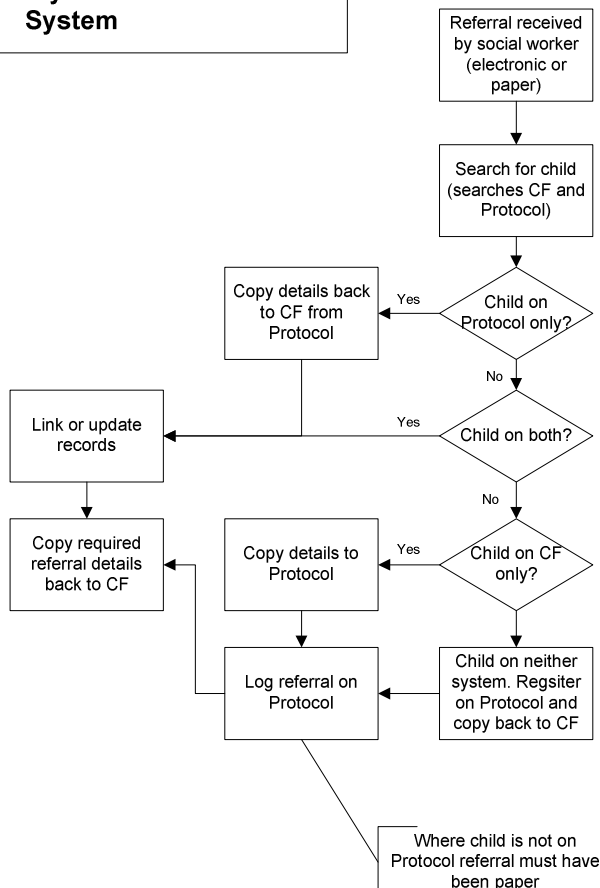 System
Referral received
by social worker
(electronic or
paper)
Search for child
(searches CF and
Protocol)
Child on
Protocol only?
Yes
Copy details back
to CF from
Protocol
No
Child on both?
Yes
Link or update
records
No
Child on CF
only?
Yes
Copy details to
Protocol
Copy required
referral details
back to CF
Child on neither
system. Regsiter
on Protocol and
copy back to CF
Log referral on
Protocol
Where child is not on
Protocol referral must have
been paper